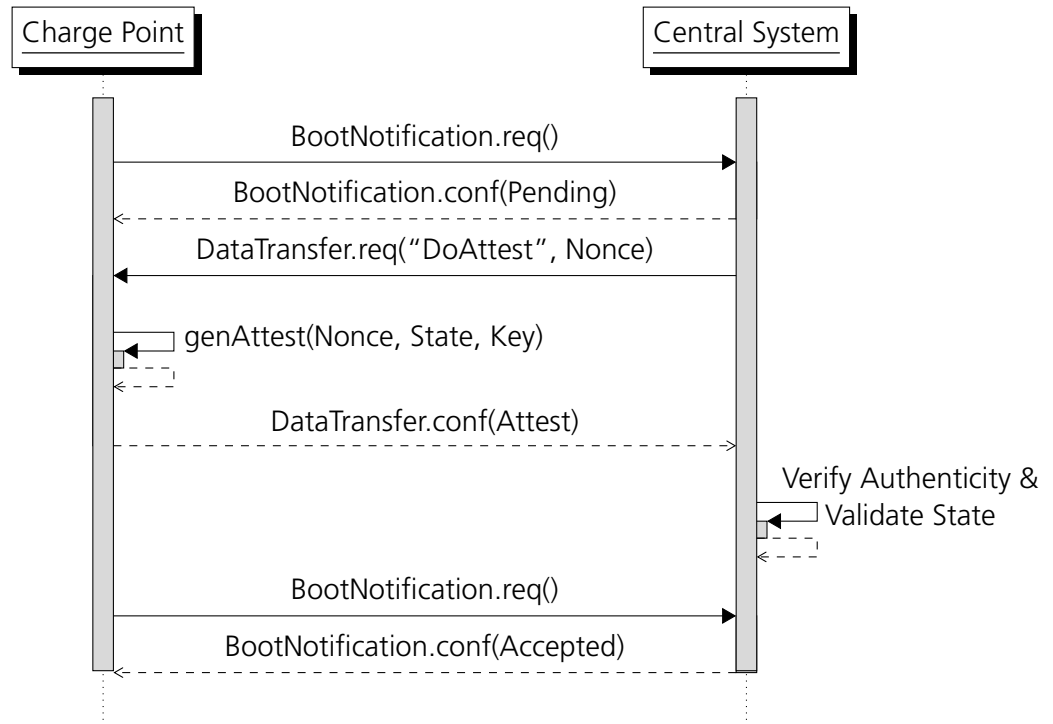 Charge Point
Central System
BootNotification.req()
BootNotification.conf(Pending)
DataTransfer.req(“DoAttest”, Nonce)
genAttest(Nonce, State, Key)
DataTransfer.conf(Attest)
Verify Authenticity &
Validate State
BootNotification.req()
BootNotification.conf(Accepted)